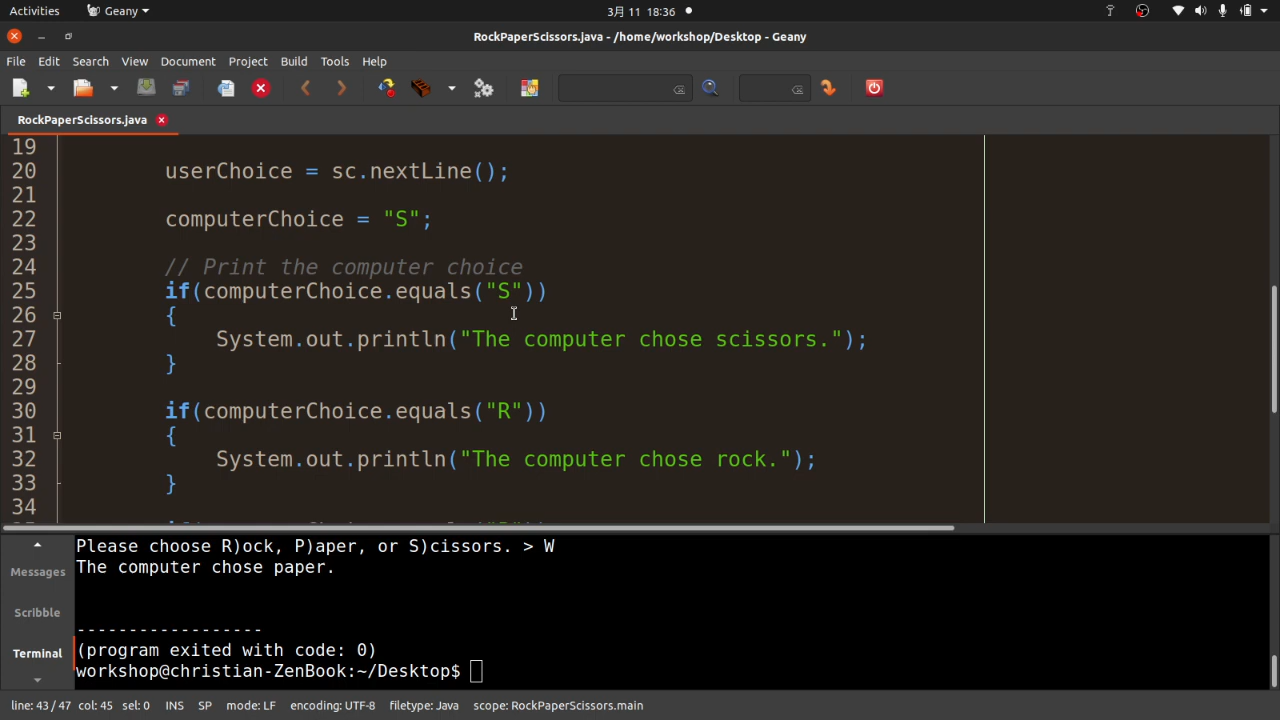 Activities Geany 3月 11 18:36
RockPaperScissors.java - /home/workshop/Desktop - Geany
File Edit Search View Document Project Build Tools Help
RockPaperScissors.java
19
20 userChoice = sc.nextLine();
21
22 computerChoice = "S";
23
24 // Print the computer choice
25 if(computerChoice.equals("S"))
26 {
27 System.out.println("The computer chose scissors.");
28 }
29
30 if(computerChoice.equals("R"))
31 {
32 System.out.println("The computer chose rock.");
33 }
34
Messages
Scribble
Terminal
Please choose R)ock, P)aper, or S)cissors. > W
The computer chose paper.
------------------
(program exited with code: 0)
workshop@christian-ZenBook:~/Desktop$
line: 43 / 47 col: 45 sel: 0 INS SP mode: LF encoding: UTF-8 filetype: Java scope: RockPaperScissors.main